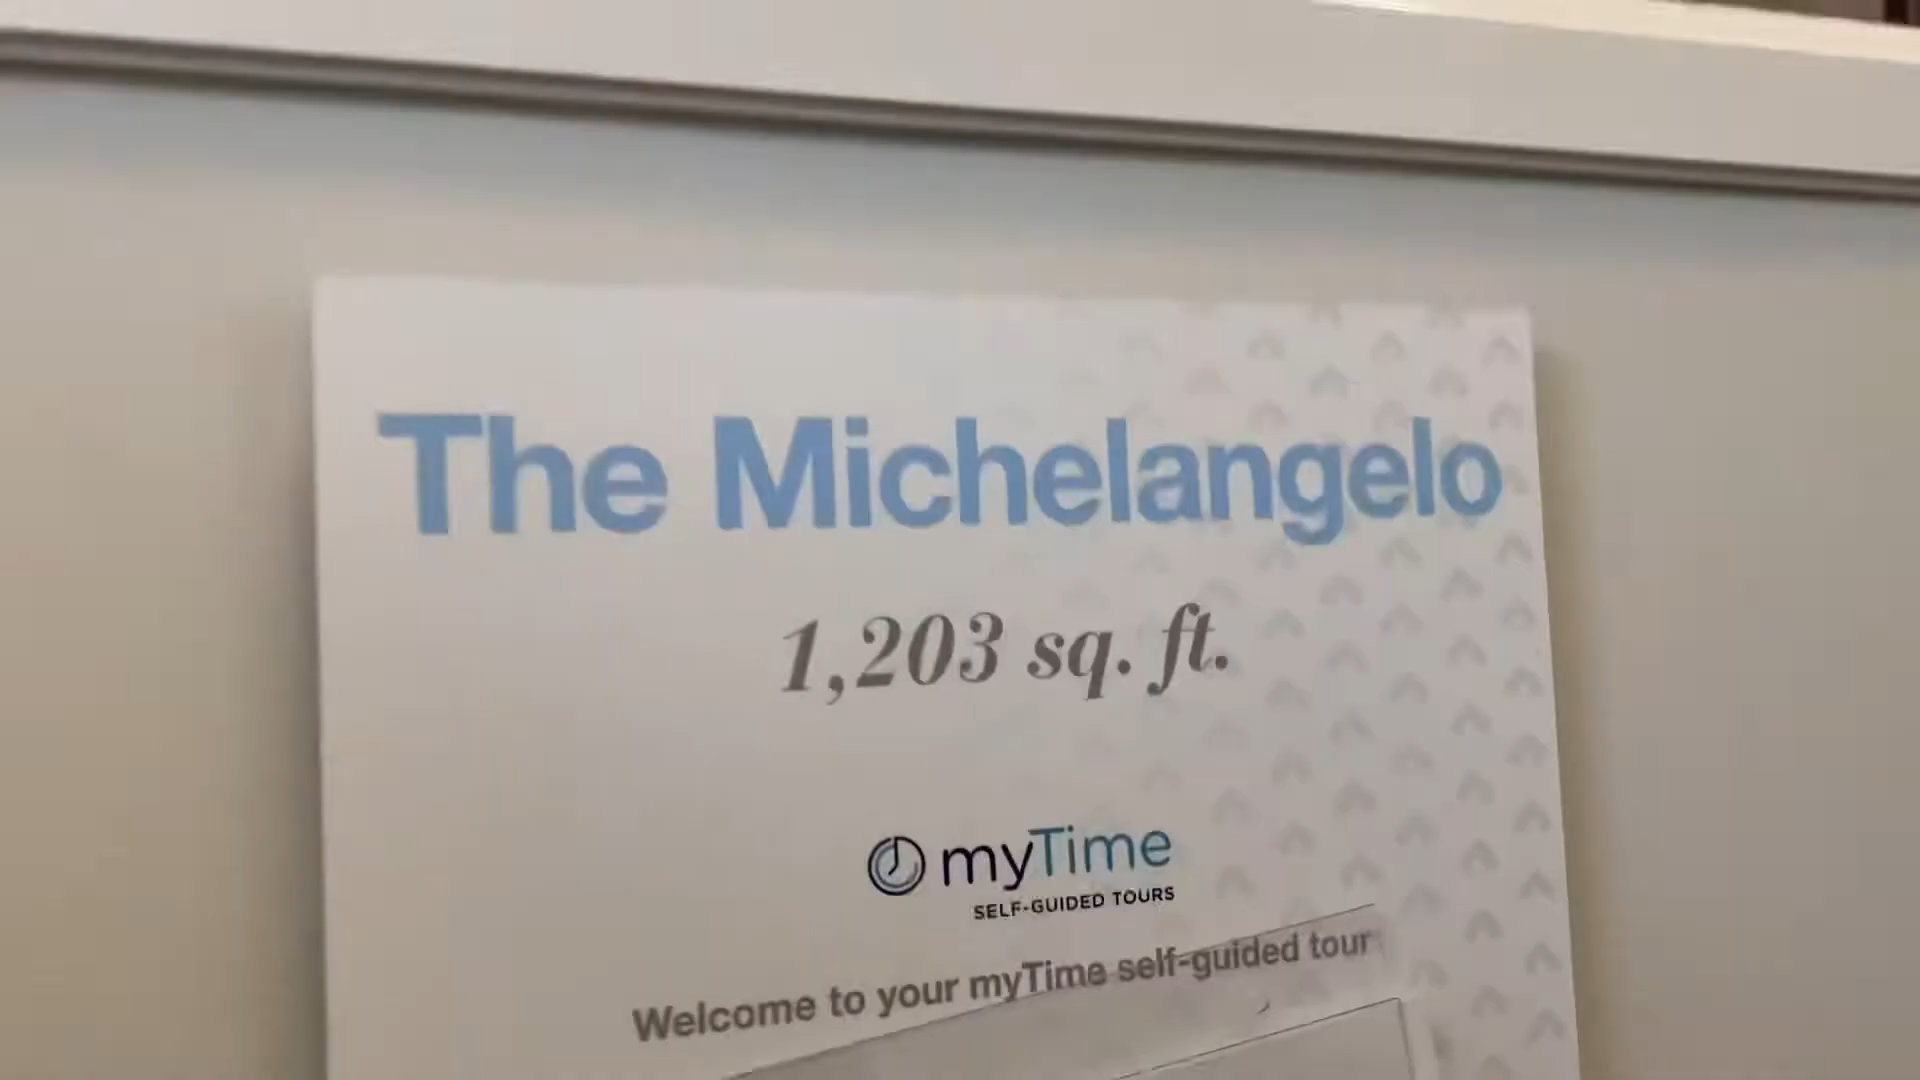 The Michelangelo
1,203 sq. ft.
myTime
SELF-GUIDED TOURS
Welcome to your myTime self-guided tour